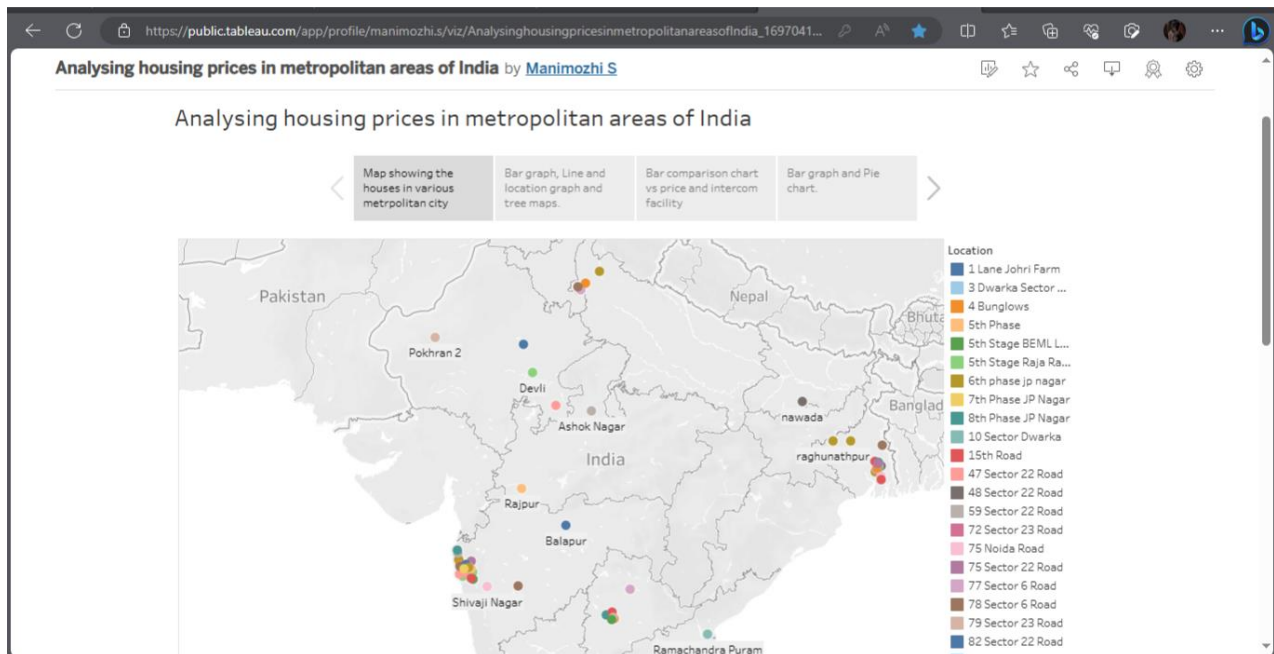 https://public.tableau.com/app/profile/manimozhi.s/viz/AnalysinghousingpricesinmetropolitanareasofIndia_1697041...
Analysing housing prices in metropolitan areas of India by Manimozhi S
Analysing housing prices in metropolitan areas of India
Map showing the
houses in various
metrpolitan city
Bar graph, Line and
location graph and
tree maps.
Bar comparison chart
vs price and intercom
facility
Bar graph and Pie
chart.
Pakistan
Nepal
Bhuta
Pokhran 2
Devli
Ashok Nagar
nawada
Banglad
raghunathpur
India
Rajpur
Balapur
Shivaji Nagar
Ramachandra Puram
Location
1 Lane Johri Farm
3 Dwarka Sector ...
4 Bunglows
5th Phase
5th Stage BEML L...
5th Stage Raja Ra...
6th phase jp nagar
7th Phase JP Nagar
8th Phase JP Nagar
10 Sector Dwarka
15th Road
47 Sector 22 Road
48 Sector 22 Road
59 Sector 22 Road
72 Sector 23 Road
75 Noida Road
75 Sector 22 Road
77 Sector 6 Road
78 Sector 6 Road
79 Sector 23 Road
82 Sector 22 Road